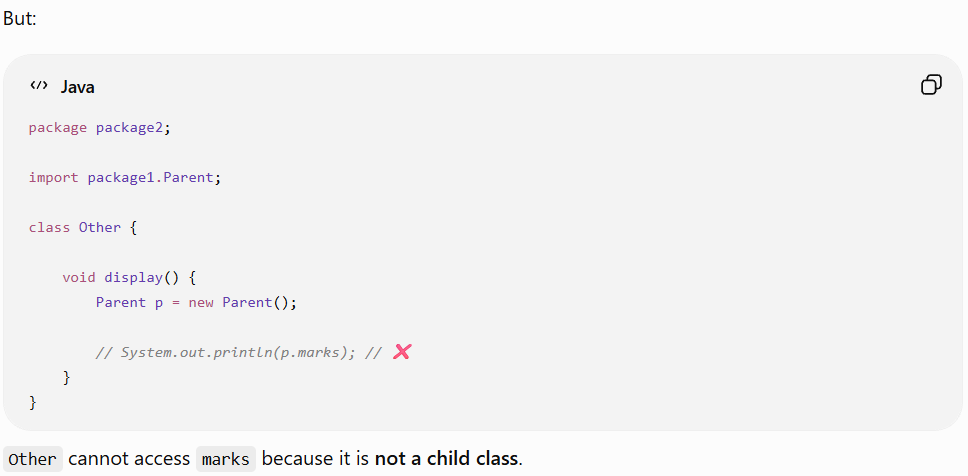 But:
</> Java
package package2;
import package1.Parent;
class Other {
void display() {
Parent p = new Parent();
// System.out.println(p.marks); // ❌
}
}
Other cannot access marks because it is not a child class.